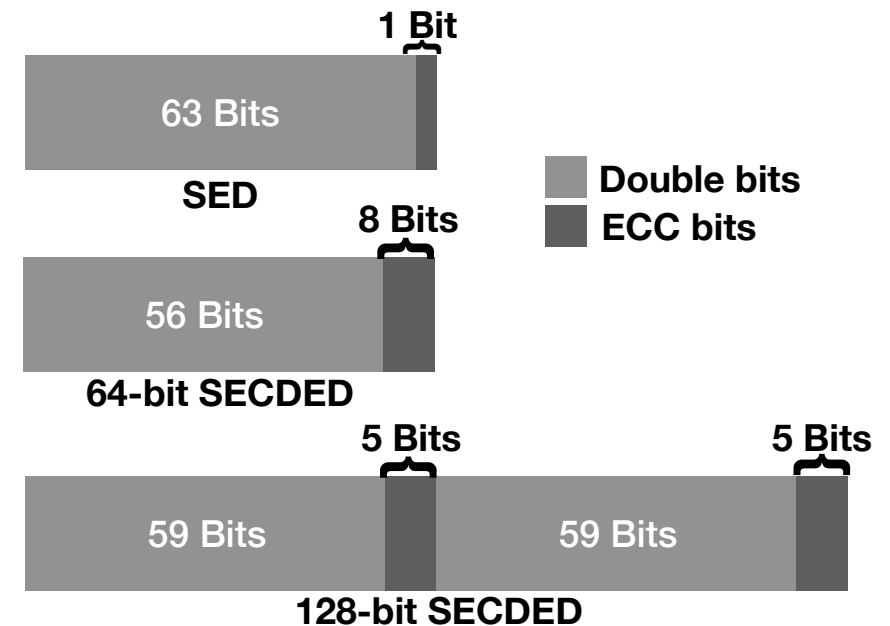 1 Bit
63 Bits
SED
Double bits
ECC bits
8 Bits
56 Bits
64-bit SECDED
5 Bits
5 Bits
59 Bits
59 Bits
128-bit SECDED